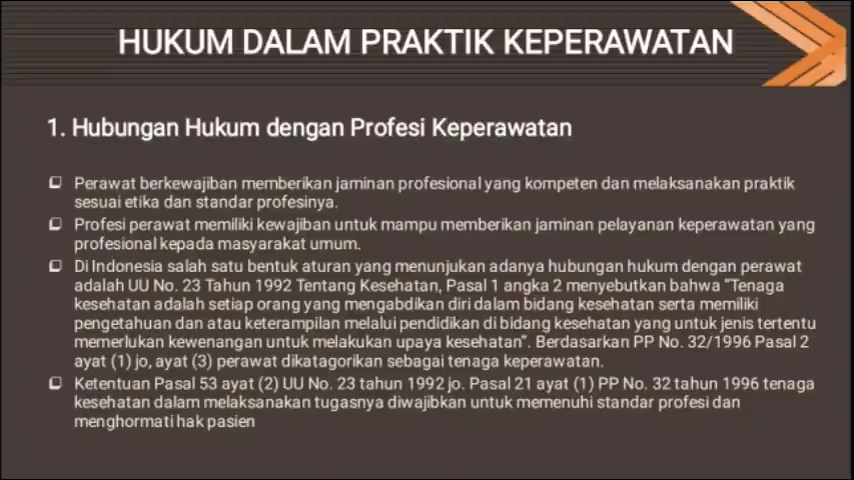 HUKUM DALAM PRAKTIK KEPERAWATAN
1. Hubungan Hukum dengan Profesi Keperawatan
❑ Perawat berkewajiban memberikan jaminan profesional yang kompeten dan melaksanakan praktik
sesuai etika dan standar profesinya.
❑ Profesi perawat memiliki kewajiban untuk mampu memberikan jaminan pelayanan keperawatan yang
profesional kepada masyarakat umum.
❑ Di Indonesia salah satu bentuk aturan yang menunjukan adanya hubungan hukum dengan perawat
adalah UU No. 23 Tahun 1992 Tentang Kesehatan, Pasal 1 angka 2 menyebutkan bahwa "Tenaga
kesehatan adalah setiap orang yang mengabdikan diri dalam bidang kesehatan serta memiliki
pengetahuan dan atau keterampilan melalui pendidikan di bidang kesehatan yang untuk jenis tertentu
memerlukan kewenangan untuk melakukan upaya kesehatan". Berdasarkan PP No. 32/1996 Pasal 2
ayat (1) jo, ayat (3) perawat dikatagorikan sebagai tenaga keperawatan.
❑ Ketentuan Pasal 53 ayat (2) UU No. 23 tahun 1992 jo. Pasal 21 ayat (1) PP No. 32 tahun 1996 tenaga
kesehatan dalam melaksanakan tugasnya diwajibkan untuk memenuhi standar profesi dan
menghormati hak pasien